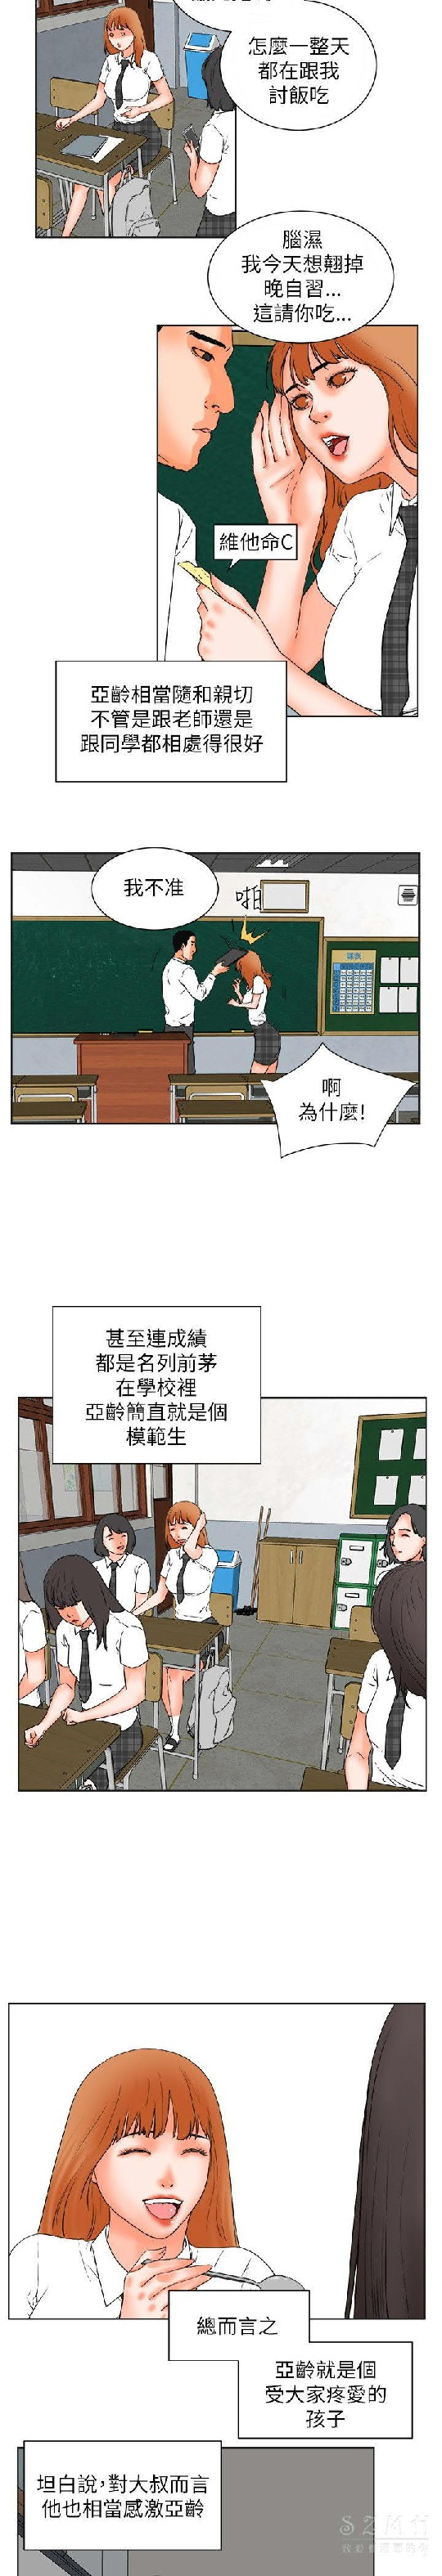 怎麼一整天
都在跟我
討飯吃
腦濕
我今天想翹掉
晚自習...
這請你吃...
維他命C
亞齡相當隨和親切
不管是跟老師還是
跟同學都相處得很好
我不准
啪
啊
為什麼!
甚至連成績
都是名列前茅
在學校裡
亞齡簡直就是個
模範生
總而言之
亞齡就是個
受大家疼愛的
孩子
坦白說,對大叔而言
他也相當感激亞齡